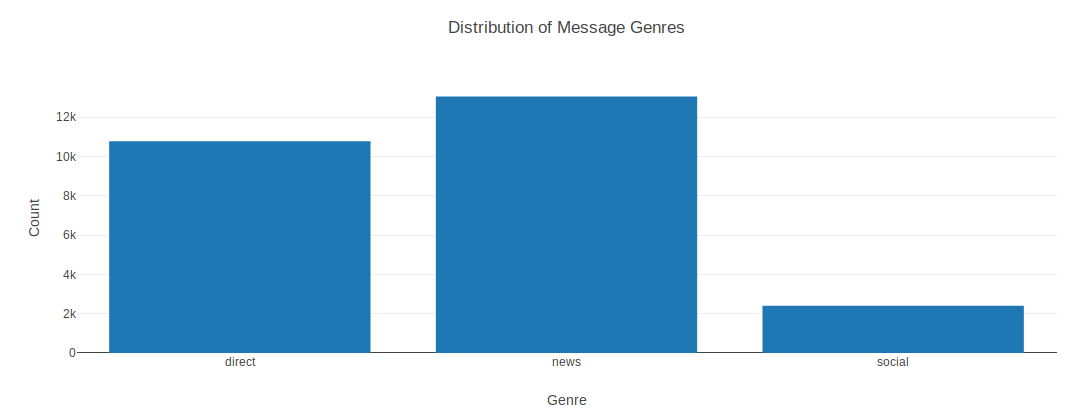 Distribution of Message Genres
12k
10k
8k
6k
4k
2k
0
Count
direct
news
social
Genre